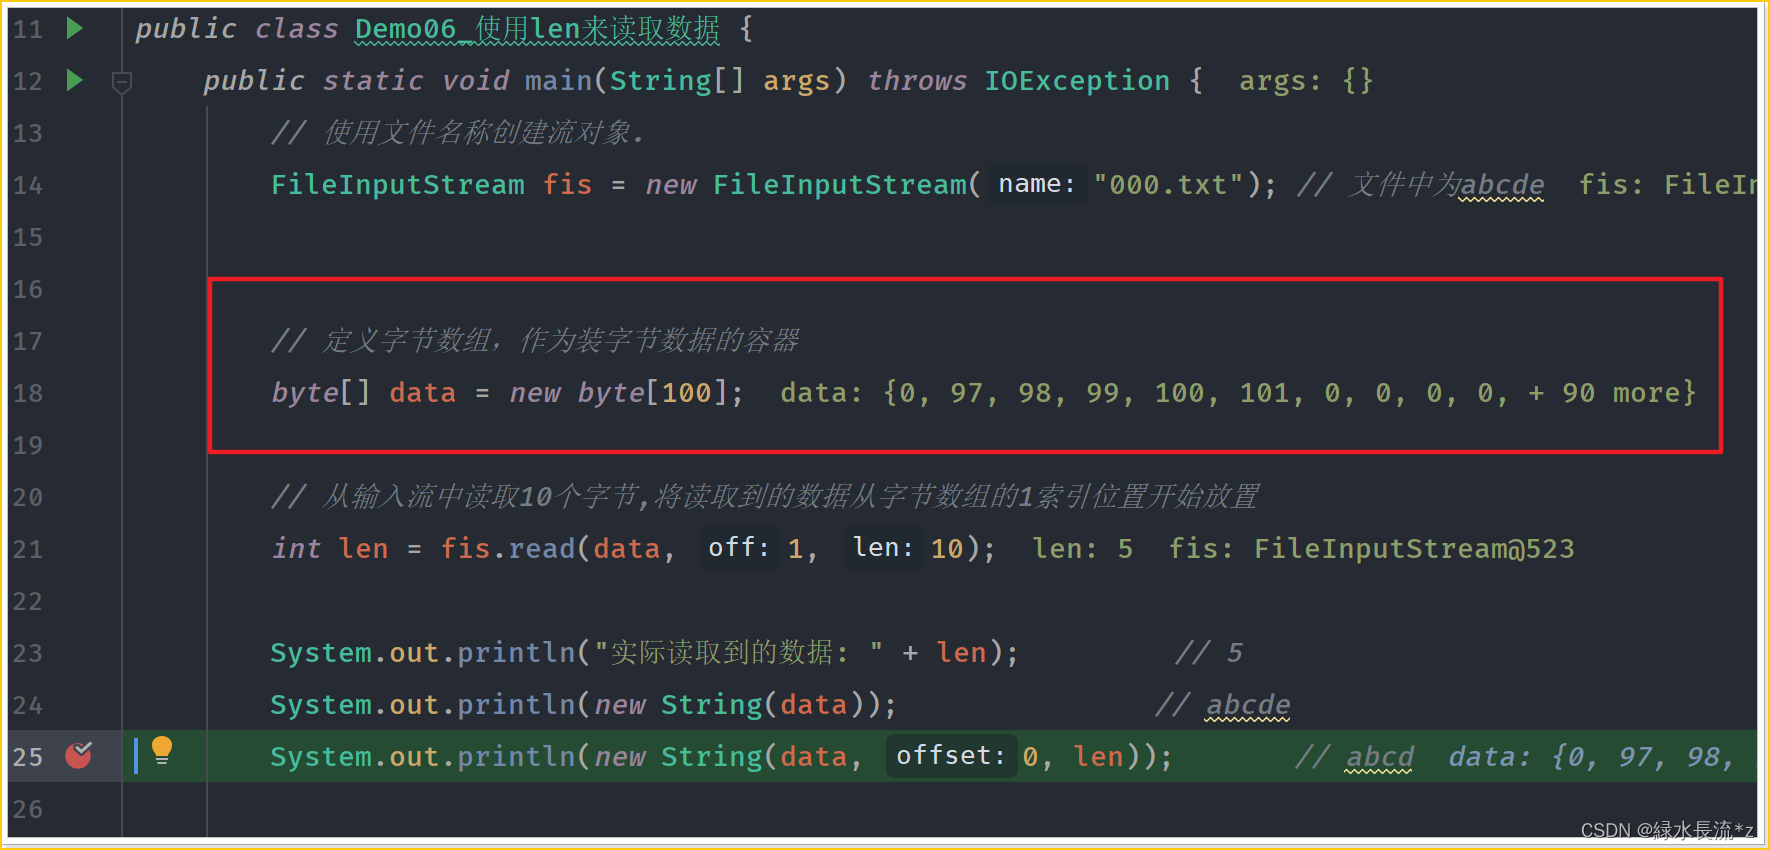 11 public class Demo06_使用len来读取数据 {
12 public static void main(String[] args) throws IOException { args: {}
13 // 使用文件名称创建流对象.
14 FileInputStream fis = new FileInputStream( name: "000.txt"); // 文件中为abcde fis: FileIn
15
16
17 // 定义字节数组，作为装字节数据的容器
18 byte[] data = new byte[100]; data: {0, 97, 98, 99, 100, 101, 0, 0, 0, 0, + 90 more}
19
20 // 从输入流中读取10个字节,将读取到的数据从字节数组的1索引位置开始放置
21 int len = fis.read(data, off: 1, len: 10); len: 5 fis: FileInputStream@523
22
23 System.out.println("实际读取到的数据: " + len); // 5
24 System.out.println(new String(data)); // abcde
25 System.out.println(new String(data, offset: 0, len)); // abcd data: {0, 97, 98,
26
CSDN @緑水長流*z